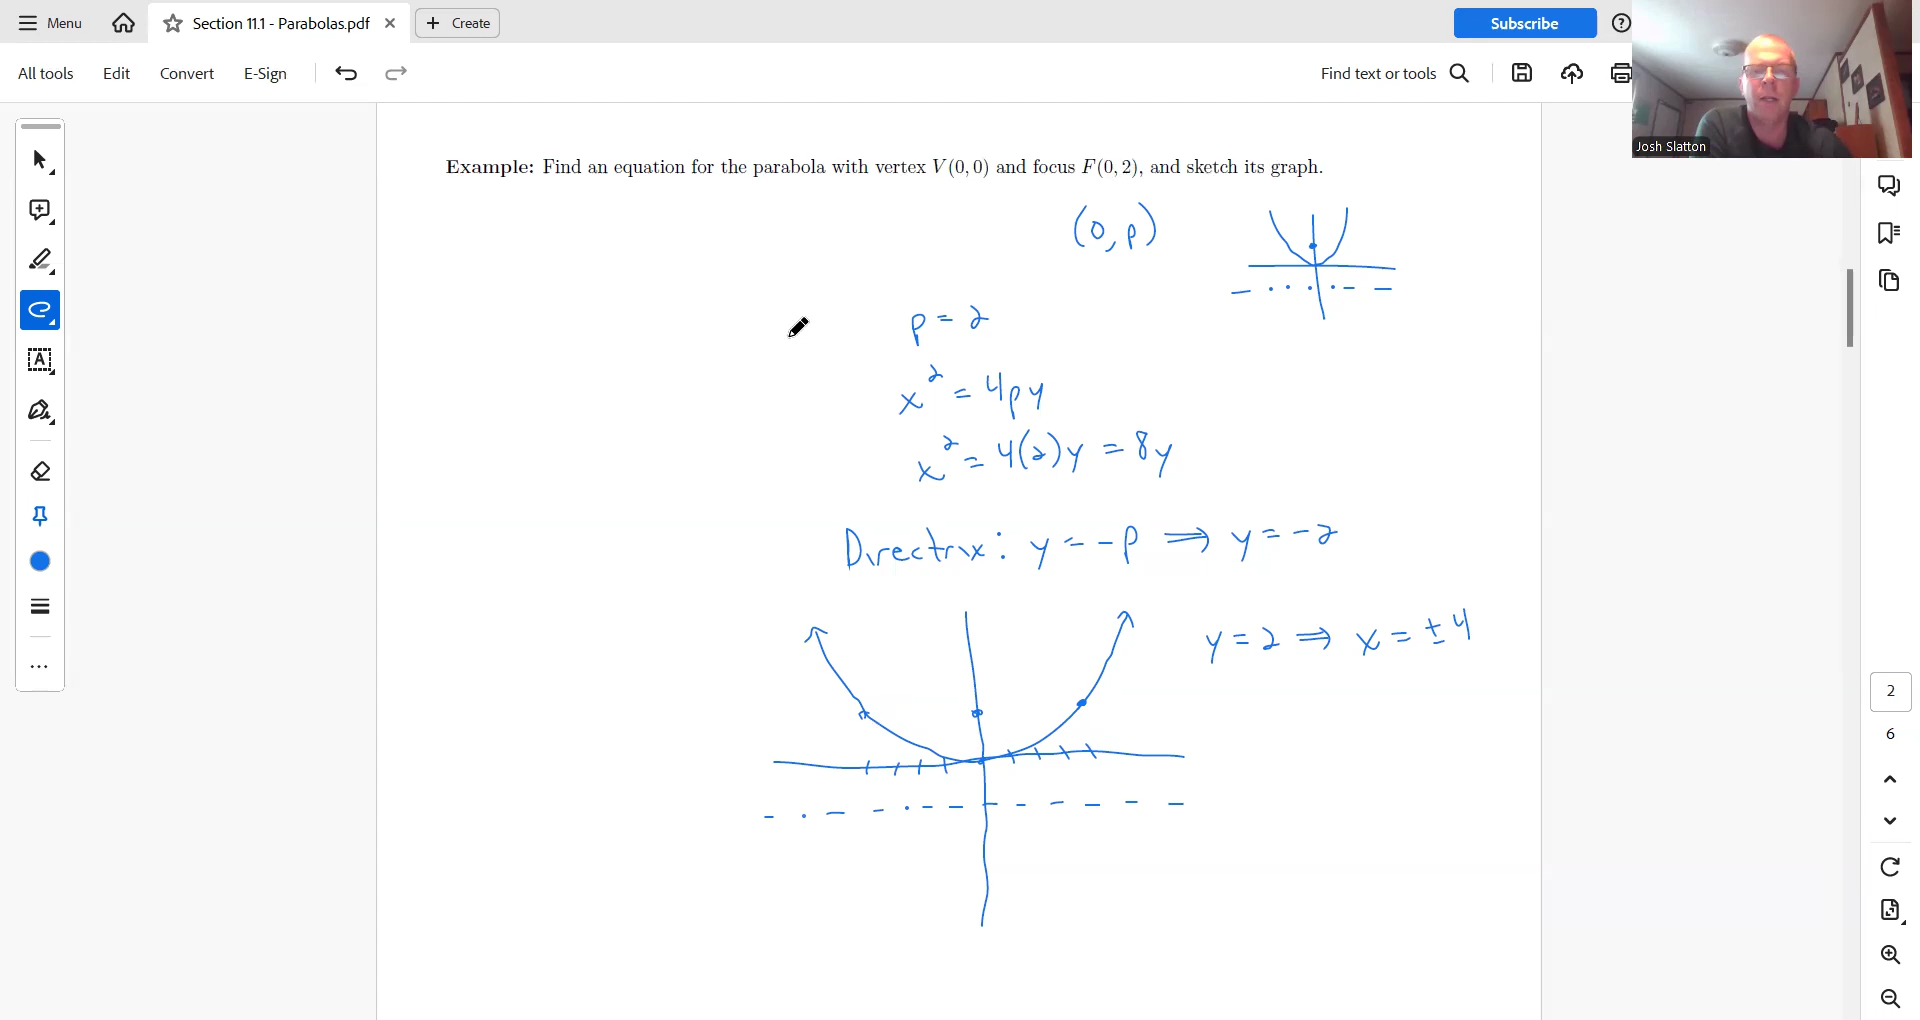 Menu
Section 11.1 - Parabolas.pdf
Create
Subscribe
All tools
Edit
Convert
E-Sign
Find text or tools
Josh Slatton
Example: Find an equation for the parabola with vertex V(0, 0) and focus F(0, 2), and sketch its graph.
(0, p)
p = 2
x² = 4py
x² = 4(2)y = 8y
Directrix: y = -p ⟹ y = -2
y = 2 ⟹ x = ±4
2
6